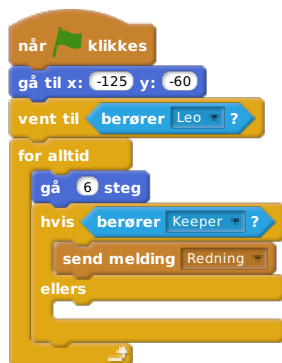 når klikkes
gå til x: -125 y: -60
vent til berører Leo ?
for alltid
gå 6 steg
hvis berører Keeper ?
send melding Redning
ellers